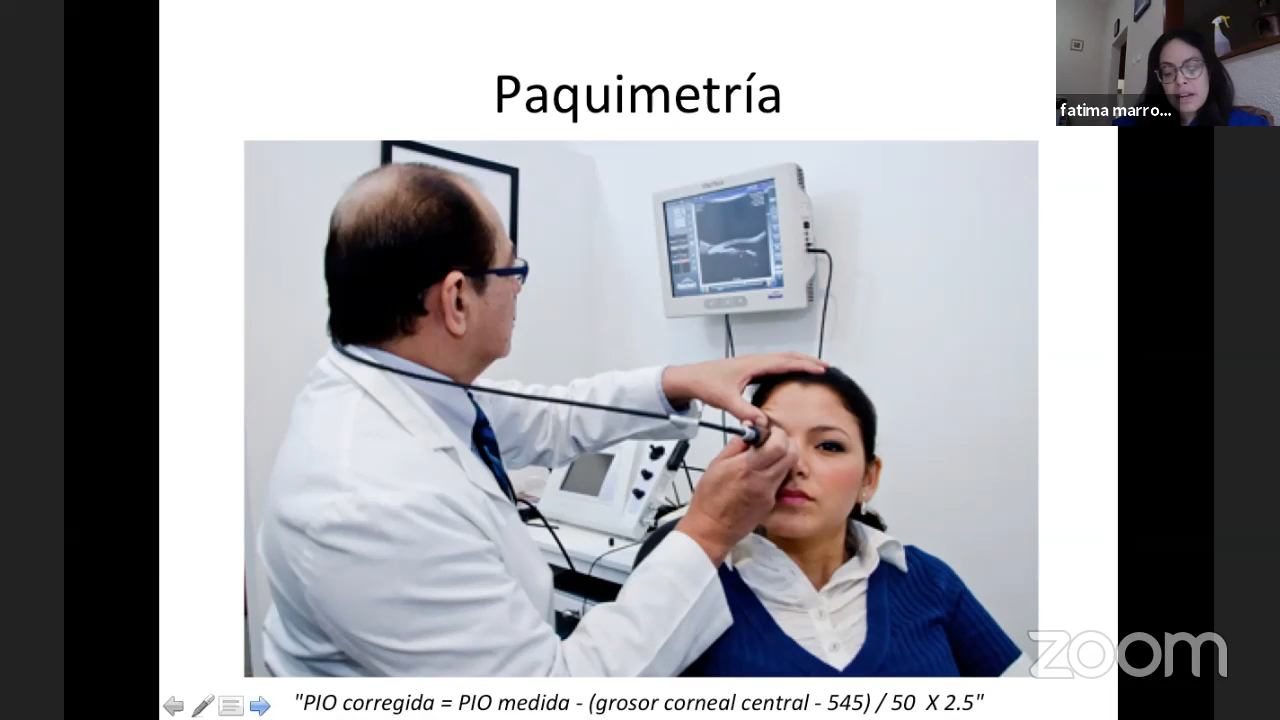 Paquimetría
fatima marro...
zoom
"PIO corregida = PIO medida - (grosor corneal central - 545) / 50 X 2.5"